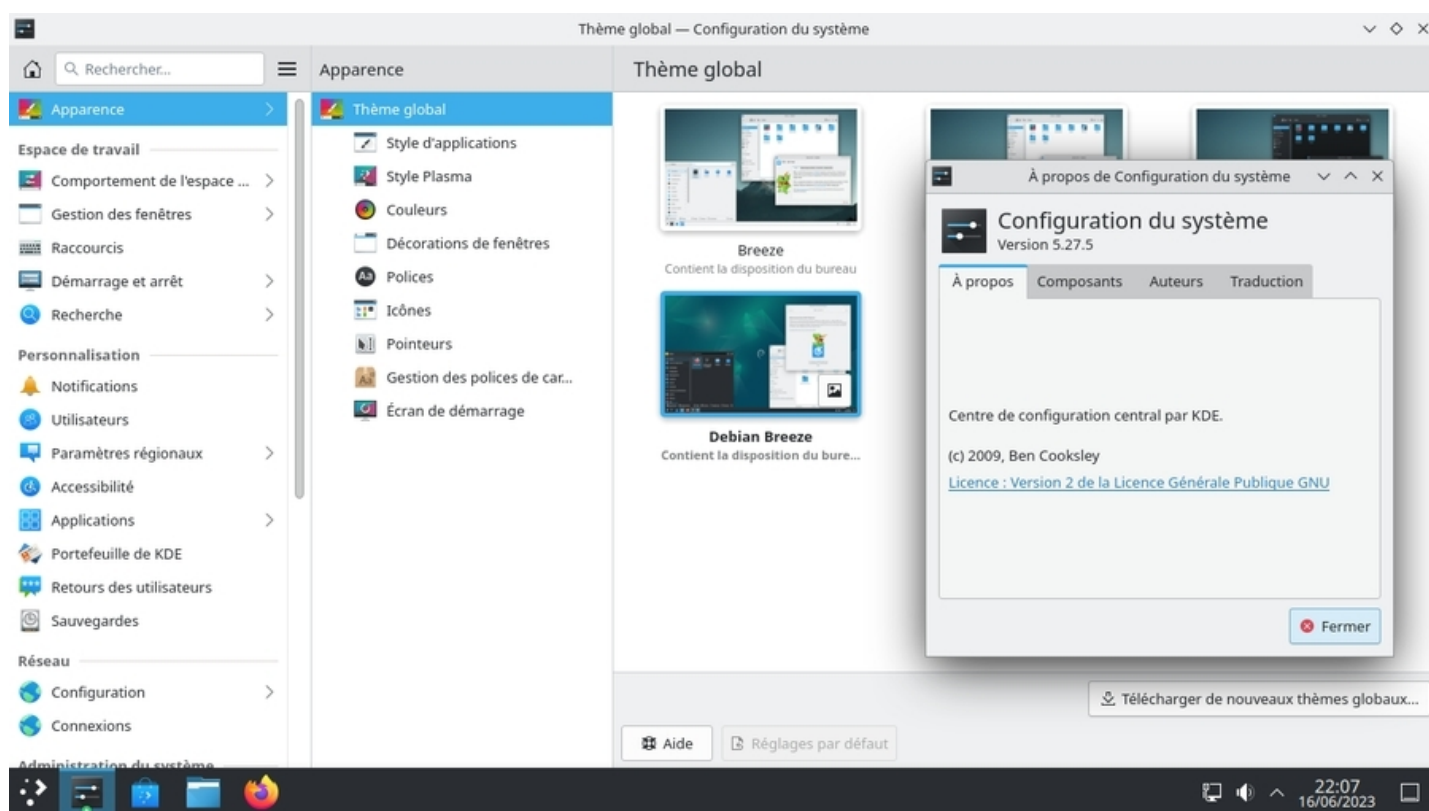 Thème global — Configuration du système
Rechercher...
Apparence
Thème global
Apparence
Espace de travail
Comportement de l'espace ...
Gestion des fenêtres
Raccourcis
Démarrage et arrêt
Recherche
Personnalisation
Notifications
Utilisateurs
Paramètres régionaux
Accessibilité
Applications
Portefeuille de KDE
Retours des utilisateurs
Sauvegardes
Réseau
Configuration
Connexions
Administration du système
Thème global
Style d'applications
Style Plasma
Couleurs
Décorations de fenêtres
Polices
Icônes
Pointeurs
Gestion des polices de car...
Écran de démarrage
Breeze
Contient la disposition du bureau
Debian Breeze
Contient la disposition du bure...
À propos de Configuration du système
Configuration du système
Version 5.27.5
À propos
Composants
Auteurs
Traduction
Centre de configuration central par KDE.
(c) 2009, Ben Cooksley
Licence : Version 2 de la Licence Générale Publique GNU
Fermer
Télécharger de nouveaux thèmes globaux...
Aide
Réglages par défaut
22:07
16/06/2023